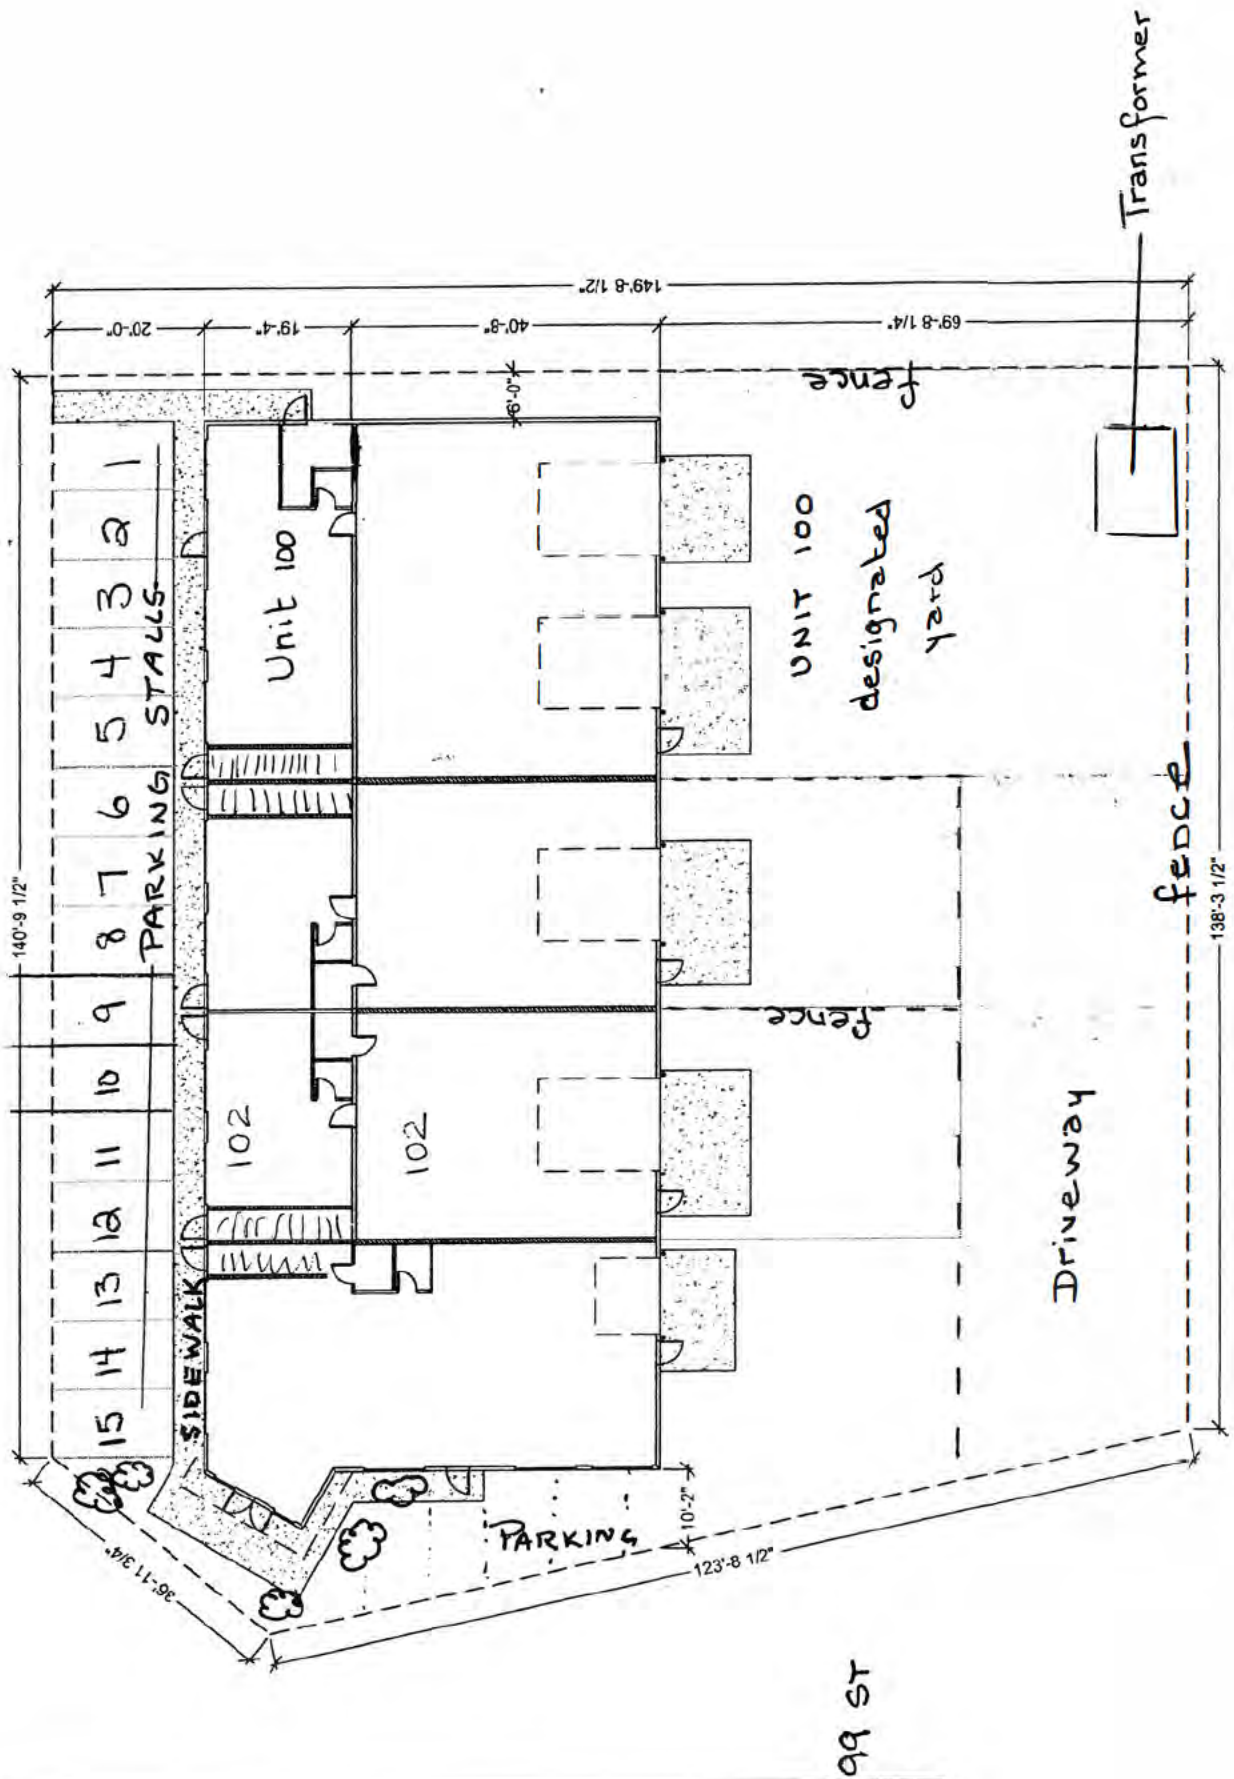 140'-9 1/2"
15 14 13 12 11 10 9 8 7 6 5 4 3 2 1
PARKING STALLS
SIDEWALK
36'-11 3/4"
20'-0"
19'-4"
40'-8"
69'-8 1/4"
149'-8 1/2"
6'-0"
102
Unit 100
102
PARKING
10'-2"
123'-8 1/2"
99 ST
fence
fence
UNIT 100
designated
yard
Driveway
fence
138'-3 1/2"
Transformer